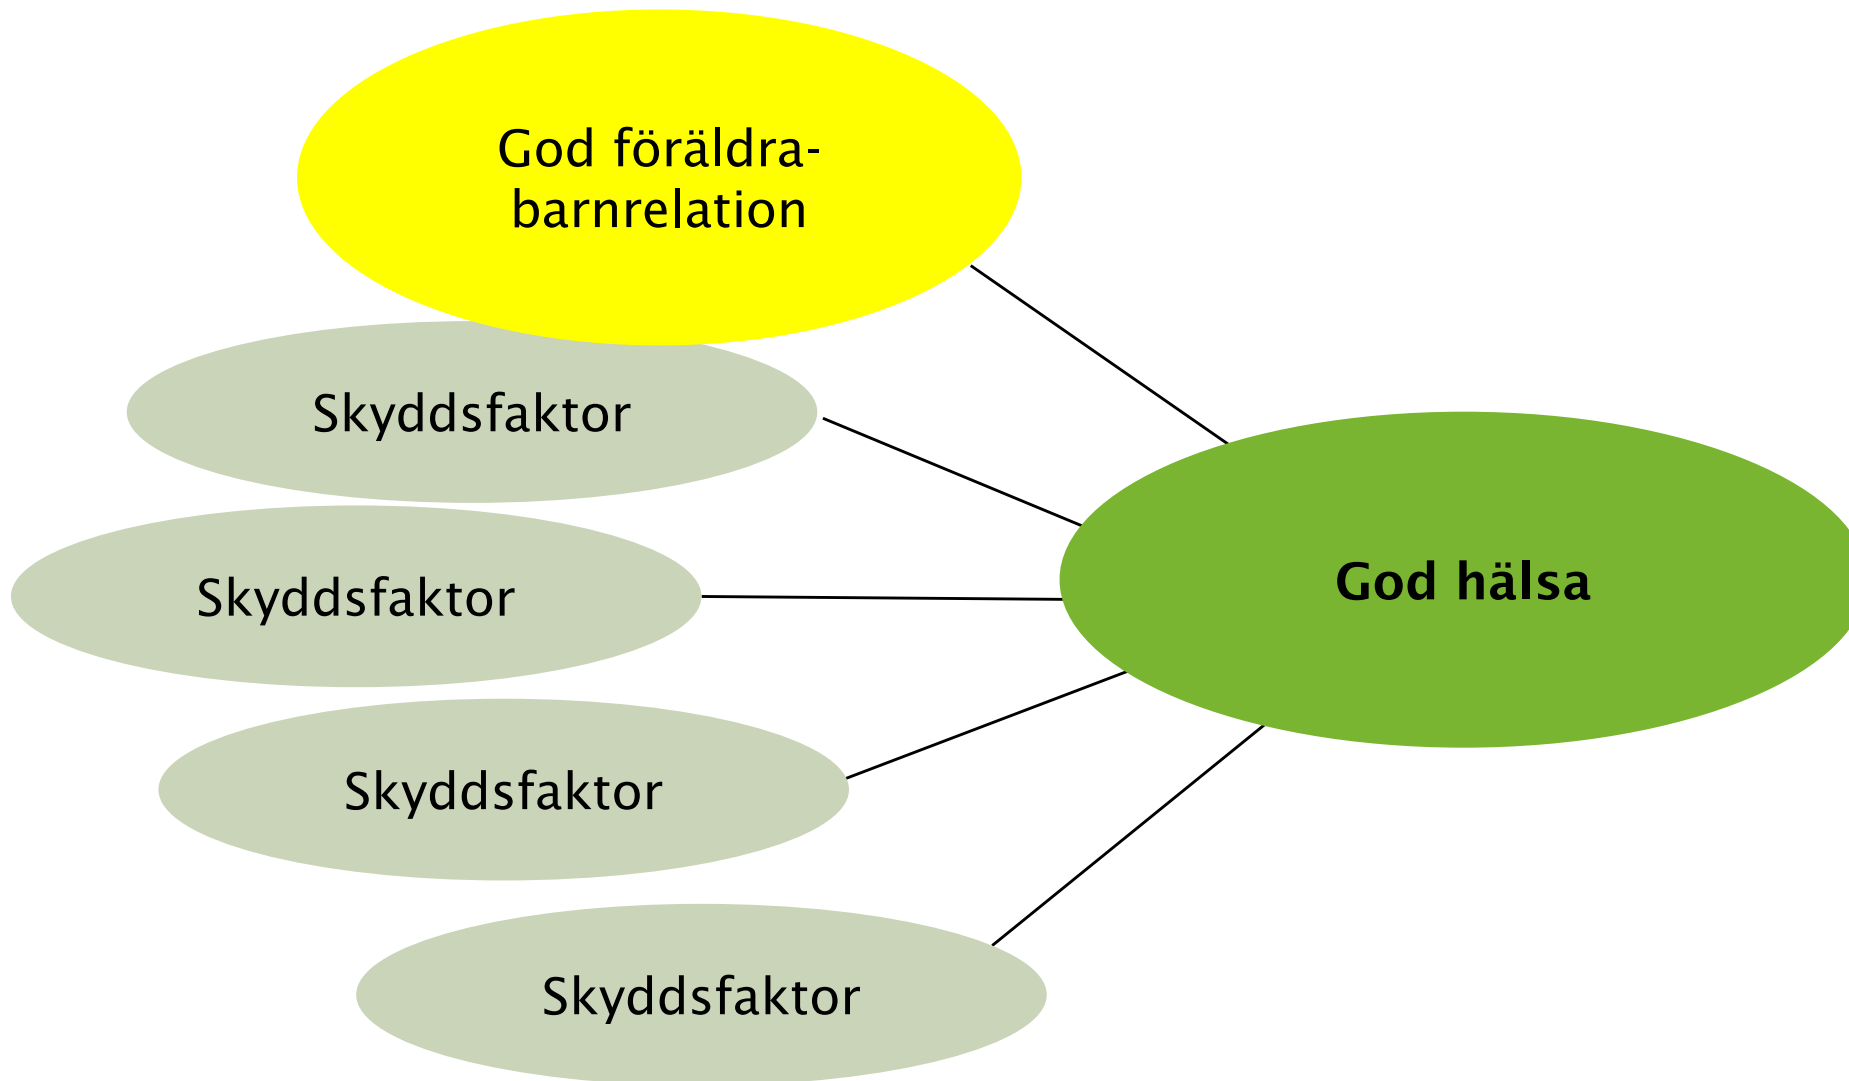 God föräldra-
barnrelation
Skyddsfaktor
Skyddsfaktor
God hälsa
Skyddsfaktor
Skyddsfaktor